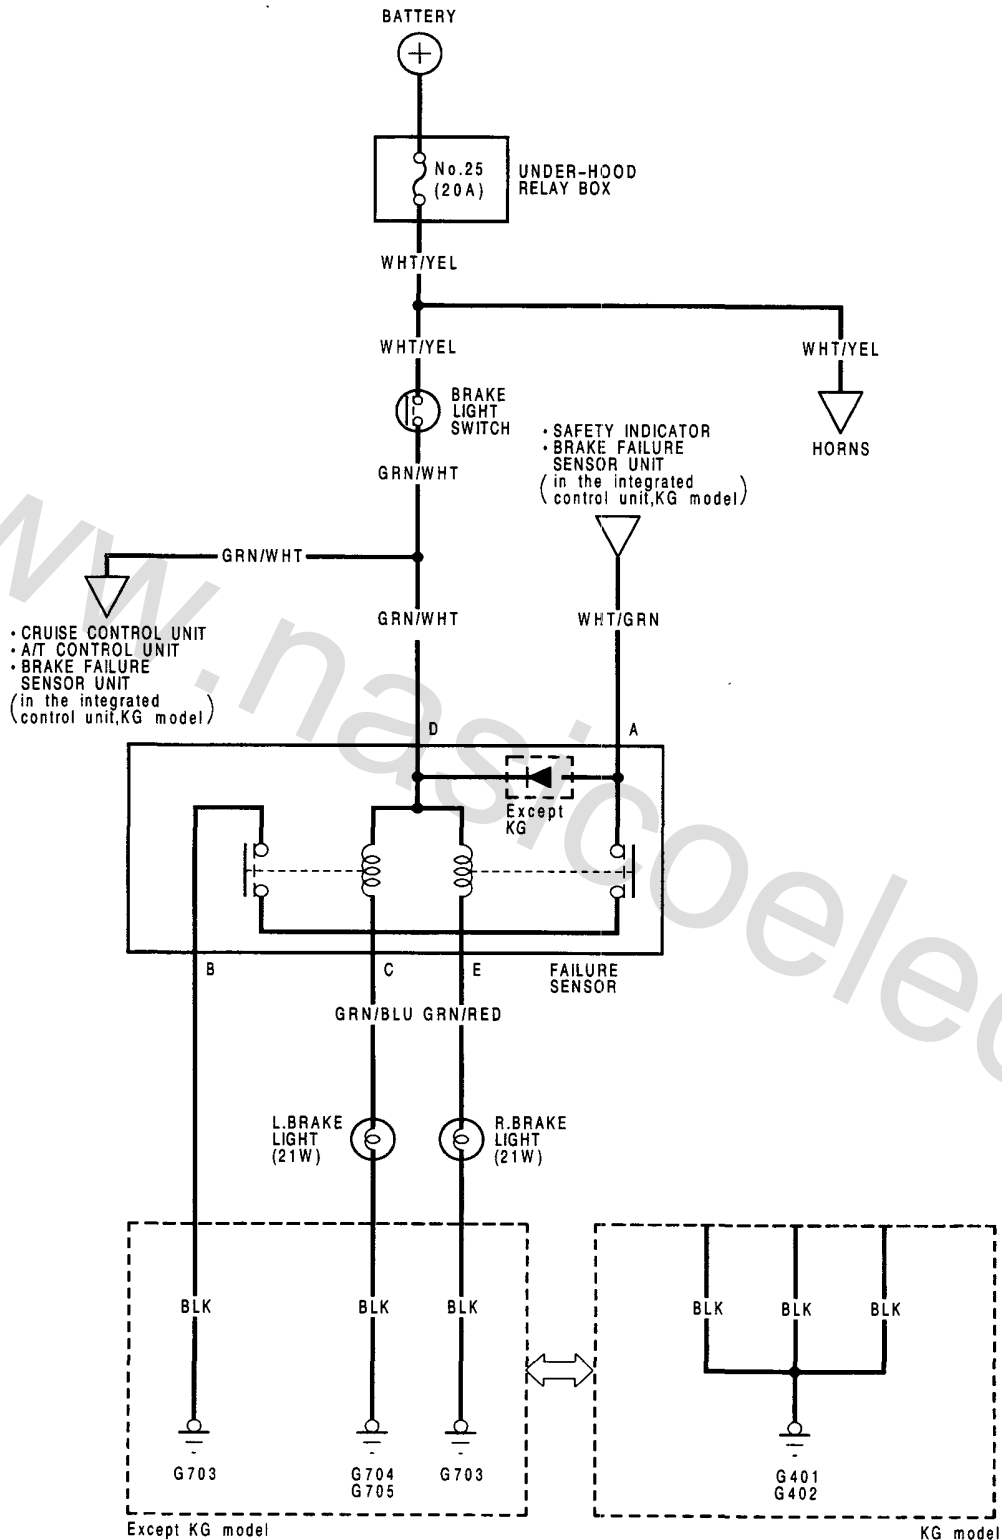 BATTERY
No.25
(20A)
UNDER-HOOD
RELAY BOX
WHT/YEL
WHT/YEL
WHT/YEL
BRAKE
LIGHT
SWITCH
HORNS
• SAFETY INDICATOR
• BRAKE FAILURE
SENSOR UNIT
(in the integrated
control unit,KG model)
GRN/WHT
GRN/WHT
GRN/WHT
WHT/GRN
• CRUISE CONTROL UNIT
• A/T CONTROL UNIT
• BRAKE FAILURE
SENSOR UNIT
(in the integrated
control unit,KG model)
D
A
Except
KG
B
C
E
FAILURE
SENSOR
GRN/BLU
GRN/RED
L.BRAKE
LIGHT
(21W)
R.BRAKE
LIGHT
(21W)
BLK
BLK
BLK
BLK
BLK
BLK
G703
G704
G705
G703
G401
G402
Except KG model
KG model
w.nasicoelec